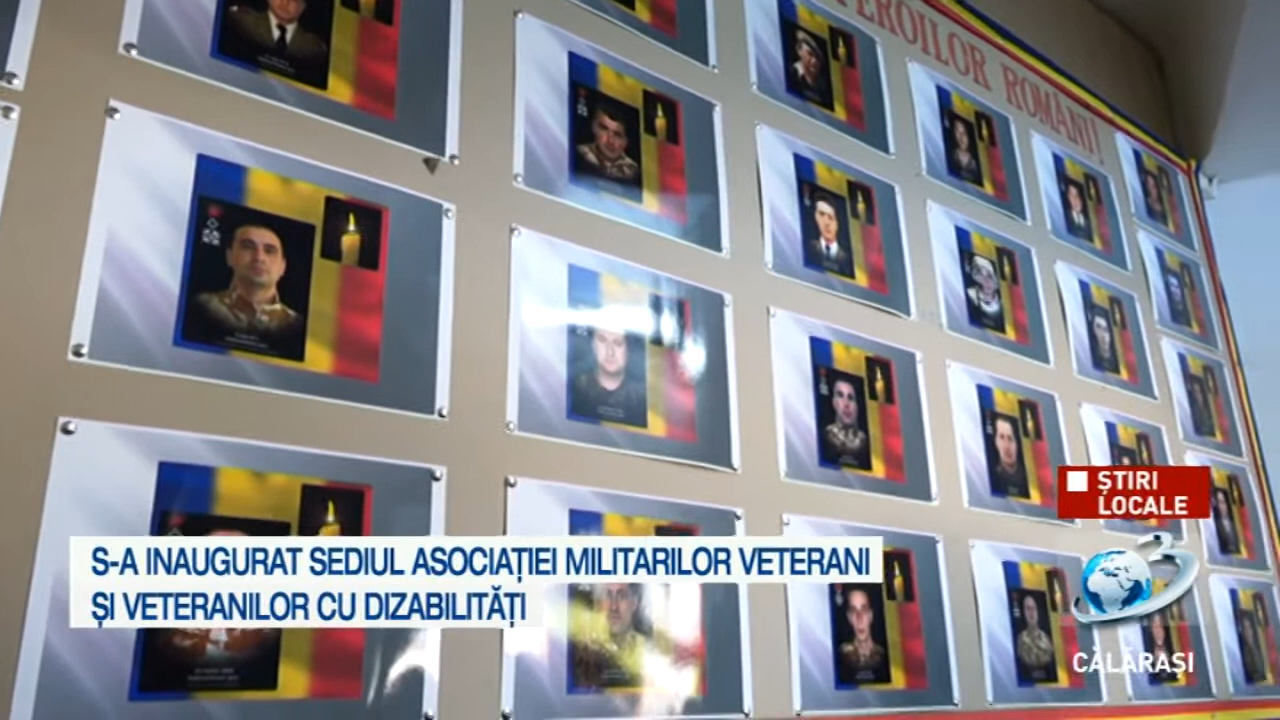 EROILOR ROMÂNI!
ȘTIRI
LOCALE
S-A INAUGURAT SEDIUL ASOCIAȚIEI MILITARILOR VETERANI
ȘI VETERANILOR CU DIZABILITĂȚI
3
CĂLĂRAȘI